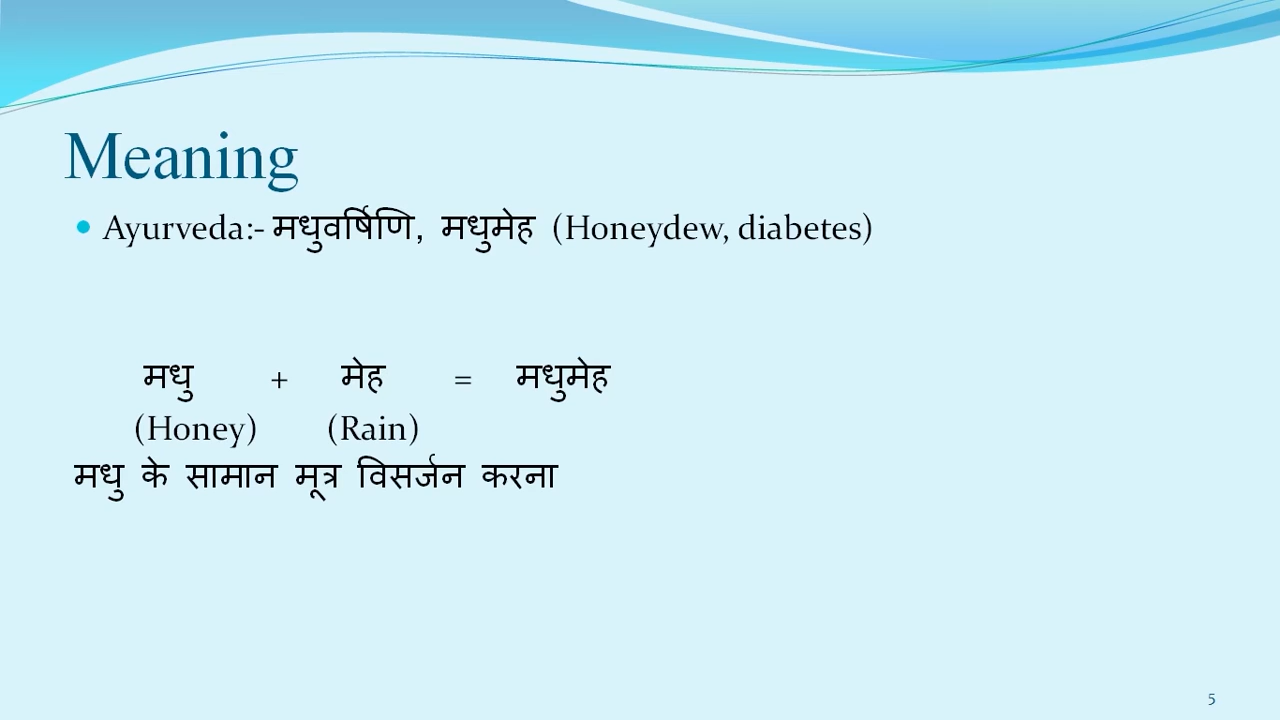 Meaning
Ayurveda:- मधुवर्षिणि, मधुमेह (Honeydew, diabetes)
मधु + मेह = मधुमेह
(Honey) (Rain)
मधु के सामान मूत्र विसर्जन करना
5